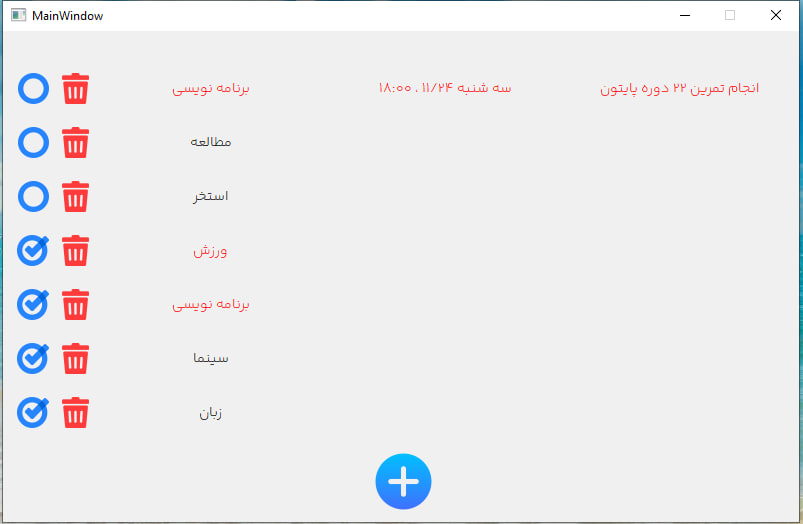 MainWindow
انجام تمرین ۲۲ دوره پایتون سه شنبه ۱۱/۲۴ ، ۱۸:۰۰ برنامه نویسی
مطالعه
استخر
ورزش
برنامه نویسی
سینما
زبان